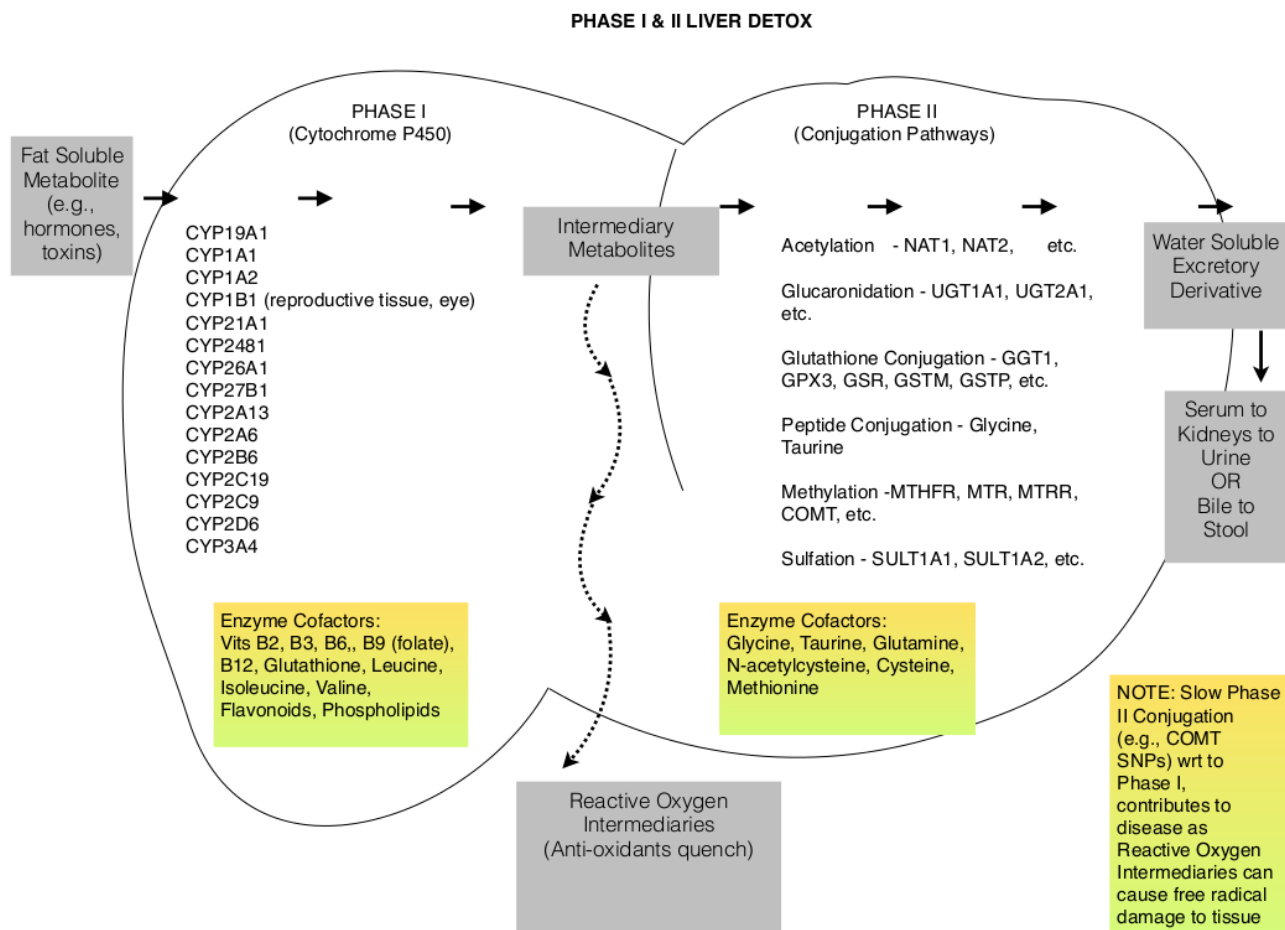 PHASE I & II LIVER DETOX
PHASE I
(Cytochrome P450)
PHASE II
(Conjugation Pathways)
Fat Soluble
Metabolite
(e.g.,
hormones,
toxins)
CYP19A1
CYP1A1
CYP1A2
CYP1B1 (reproductive tissue, eye)
CYP21A1
CYP2481
CYP26A1
CYP27B1
CYP2A13
CYP2A6
CYP2B6
CYP2C19
CYP2C9
CYP2D6
CYP3A4
Enzyme Cofactors:
Vits B2, B3, B6,, B9 (folate),
B12, Glutathione, Leucine,
Isoleucine, Valine,
Flavonoids, Phospholipids
Intermediary
Metabolites
Reactive Oxygen
Intermediaries
(Anti-oxidants quench)
Acetylation - NAT1, NAT2, etc.
Glucaronidation - UGT1A1, UGT2A1,
etc.
Glutathione Conjugation - GGT1,
GPX3, GSR, GSTM, GSTP, etc.
Peptide Conjugation - Glycine,
Taurine
Methylation -MTHFR, MTR, MTRR,
COMT, etc.
Sulfation - SULT1A1, SULT1A2, etc.
Enzyme Cofactors:
Glycine, Taurine, Glutamine,
N-acetylcysteine, Cysteine,
Methionine
Water Soluble
Excretory
Derivative
Serum to
Kidneys to
Urine
OR
Bile to
Stool
NOTE: Slow Phase
II Conjugation
(e.g., COMT
SNPs) wrt to
Phase I,
contributes to
disease as
Reactive Oxygen
Intermediaries can
cause free radical
damage to tissue